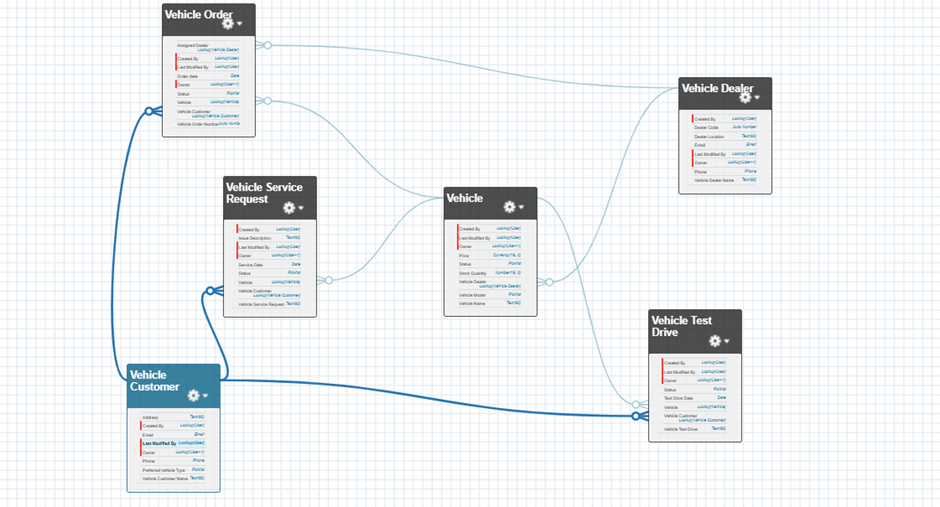 Vehicle Order
Assigned Dealer
Lookup(Vehicle Dealer)
Created By Lookup(User)
Last Modified By Lookup(User)
Order date Date
Owner Lookup(User+1)
Status Picklist
Vehicle Lookup(Vehicle)
Vehicle Customer
Lookup(Vehicle Customer)
Vehicle Order Number Auto Numbe
Vehicle Dealer
Created By Lookup(User)
Dealer Code Auto Number
Dealer Location Text(50)
Email Email
Last Modified By Lookup(User)
Owner Lookup(User+1)
Phone Phone
Vehicle Dealer Name Text(80)
Vehicle Service
Request
Created By Lookup(User)
Issue Description Text(50)
Last Modified By Lookup(User)
Owner Lookup(User+1)
Service Date Date
Status Picklist
Vehicle Lookup(Vehicle)
Vehicle Customer
Lookup(Vehicle Customer)
Vehicle Service Request Text(80)
Vehicle
Created By Lookup(User)
Last Modified By Lookup(User)
Owner Lookup(User+1)
Price
Status Picklist
Stock Quantity
Vehicle Dealer
Lookup(Vehicle Dealer)
Vehicle Model Picklist
Vehicle Name Text(80)
Vehicle Test
Drive
Created By Lookup(User)
Last Modified By Lookup(User)
Owner Lookup(User+1)
Status Picklist
Test Drive Date Date
Vehicle Lookup(Vehicle)
Vehicle Customer
Lookup(Vehicle Customer)
Vehicle Test Drive Text(80)
Vehicle
Customer
Address Text(50)
Created By Lookup(User)
Email Email
Last Modified By Lookup(User)
Owner Lookup(User+1)
Phone Phone
Preferred Vehicle Type Picklist
Vehicle Customer Name Text(80)